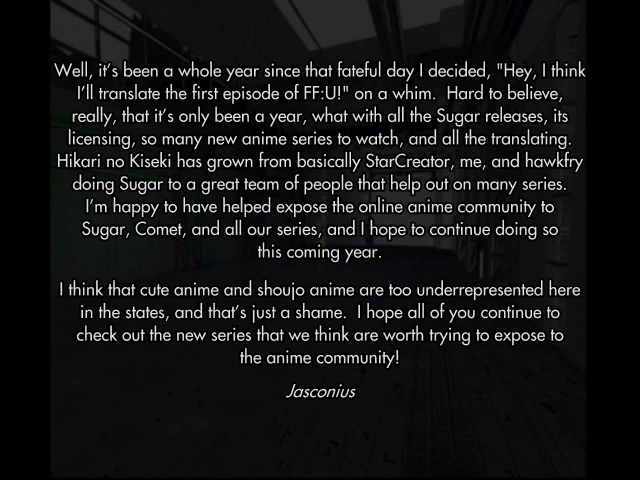 Well, it's been a whole year since that fateful day I decided, "Hey, I think
I'll translate the first episode of FF:U!" on a whim.  Hard to believe,
really, that it's only been a year, what with all the Sugar releases, its
licensing, so many new anime series to watch, and all the translating.
Hikari no Kiseki has grown from basically StarCreator, me, and hawkfry
doing Sugar to a great team of people that help out on many series.
I'm happy to have helped expose the online anime community to
Sugar, Comet, and all our series, and I hope to continue doing so
this coming year.
I think that cute anime and shoujo anime are too underrepresented here
in the states, and that's just a shame.  I hope all of you continue to
check out the new series that we think are worth trying to expose to
the anime community!
Jasconius